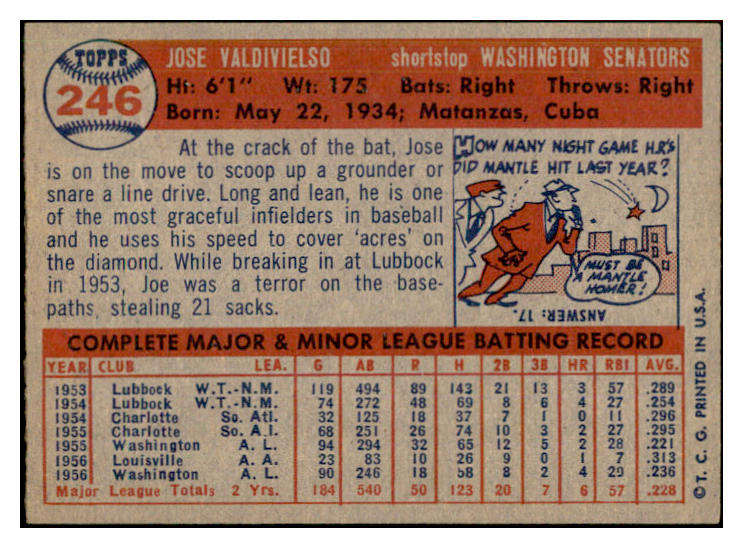 TOPPS
246
JOSE VALDIVIELSO shortstop WASHINGTON SENATORS
Ht: 6'1" Wt: 175 Bats: Right Throws: Right
Born: May 22, 1934; Matanzas, Cuba
At the crack of the bat, Jose
is on the move to scoop up a grounder or
snare a line drive. Long and lean, he is one
of the most graceful infielders in baseball
and he uses his speed to cover 'acres' on
the diamond. While breaking in at Lubbock
in 1953, Joe was a terror on the base-
paths, stealing 21 sacks.
HOW MANY NIGHT GAME H.R'S
DID MANTLE HIT LAST YEAR?
MUST BE
A MANTLE
HOMER!
ANSWER: 17.
COMPLETE MAJOR & MINOR LEAGUE BATTING RECORD
YEAR CLUB LEA. G AB R H 2B 3B HR RBI AVG.
1953 Lubbock W.T.-N.M. 119 494 89 143 21 13 3 57 .289
1954 Lubbock W.T.-N.M. 74 272 48 69 8 6 4 27 .254
1954 Charlotte So. Atl. 32 125 18 37 7 1 0 11 .296
1955 Charlotte So. A.l. 68 251 26 74 10 3 2 27 .295
1955 Washington A. L. 94 294 32 65 12 5 2 28 .221
1956 Louisville A. A. 23 83 10 26 9 0 1 7 .313
1956 Washington A. L. 90 246 18 58 8 2 4 29 .236
Major League Totals 2 Yrs. 184 540 50 123 20 7 6 57 .228
© T. C. G. PRINTED IN U.S.A.